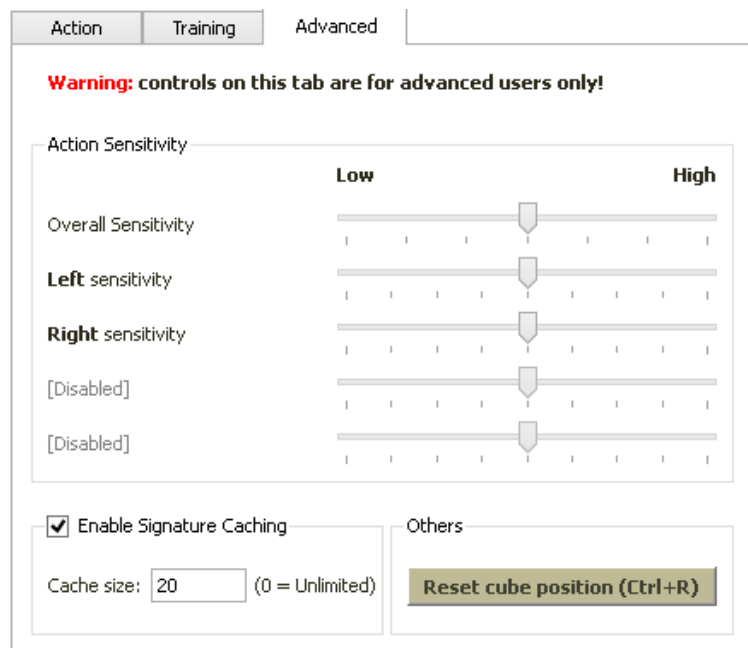 Action Training Advanced
Warning: controls on this tab are for advanced users only!
Action Sensitivity
Low High
Overall Sensitivity
Left sensitivity
Right sensitivity
[Disabled]
[Disabled]
Enable Signature Caching
Others
Cache size: 20 (0 = Unlimited)
Reset cube position (Ctrl+R)